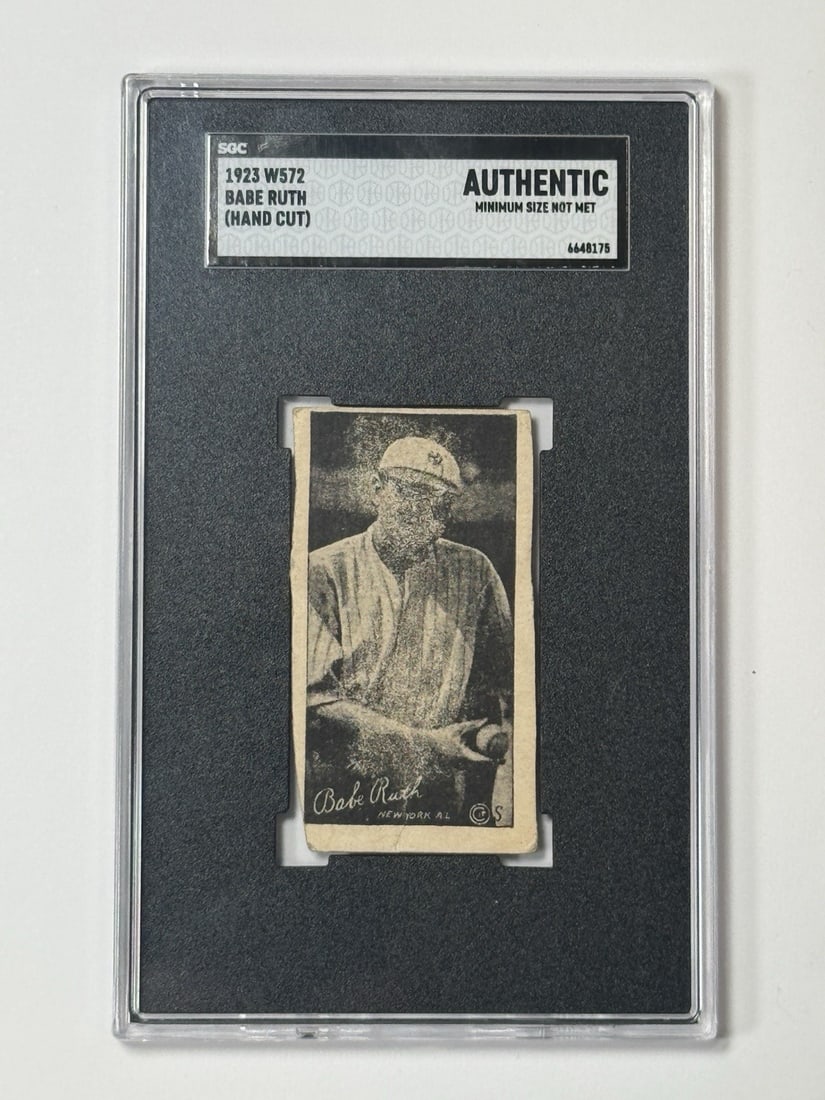 SGC
1923 W572
BABE RUTH
(HAND CUT)
AUTHENTIC
MINIMUM SIZE NOT MET
6648175
Babe Ruth
NEW YORK A.L
S